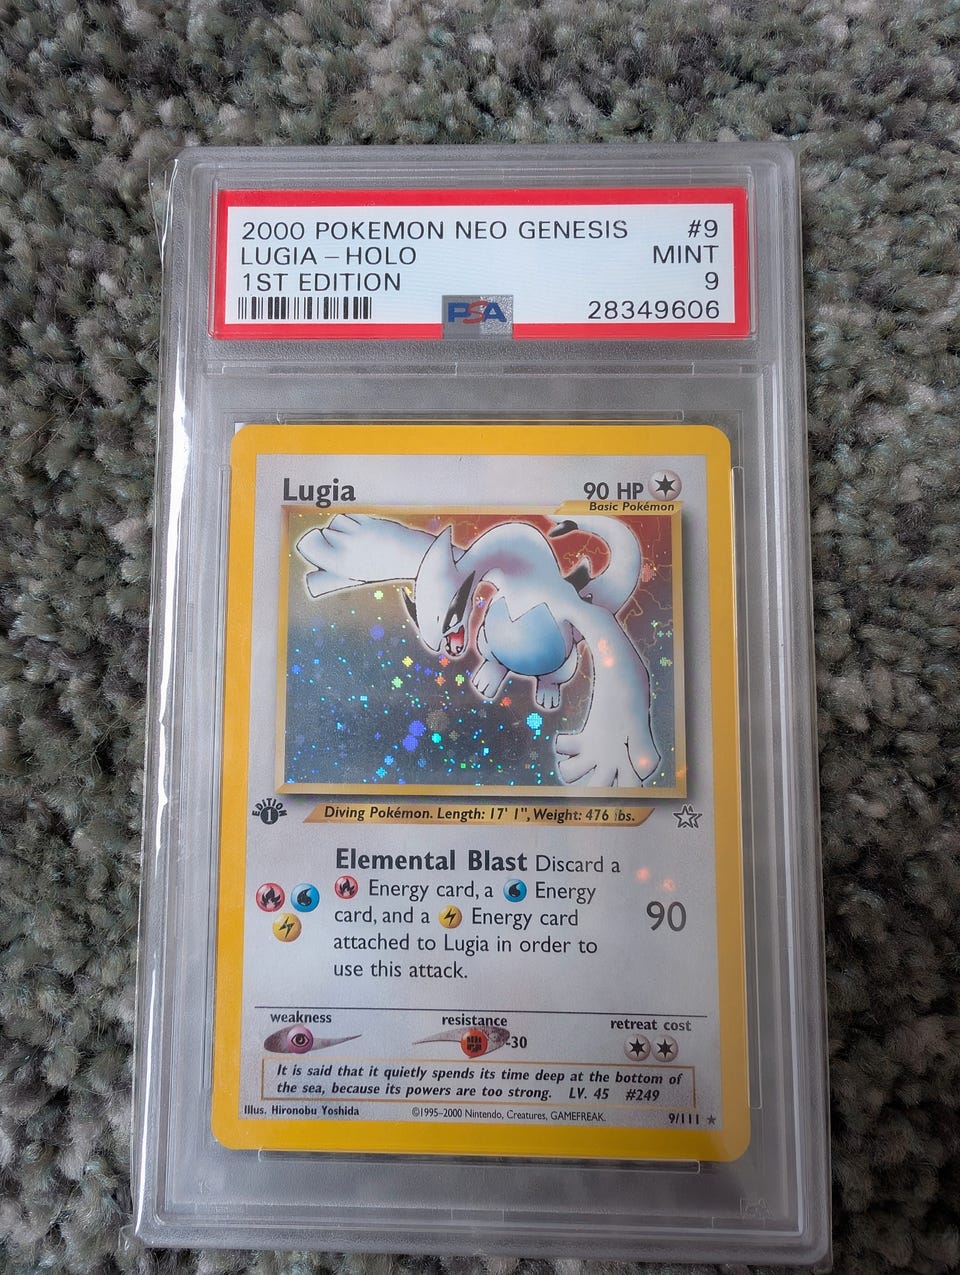 2000 POKEMON NEO GENESIS #9
LUGIA – HOLO MINT
1ST EDITION 9
PSA 28349606
Lugia 90 HP
Basic Pokémon
EDITION 1
Diving Pokémon. Length: 17' 1", Weight: 476 lbs.
Elemental Blast Discard a
Energy card, a Energy
card, and a Energy card
attached to Lugia in order to
use this attack.
90
weakness resistance retreat cost
-30
It is said that it quietly spends its time deep at the bottom of
the sea, because its powers are too strong. LV. 45 #249
Illus. Hironobu Yoshida ©1995-2000 Nintendo, Creatures, GAMEFREAK. 9/111 ★